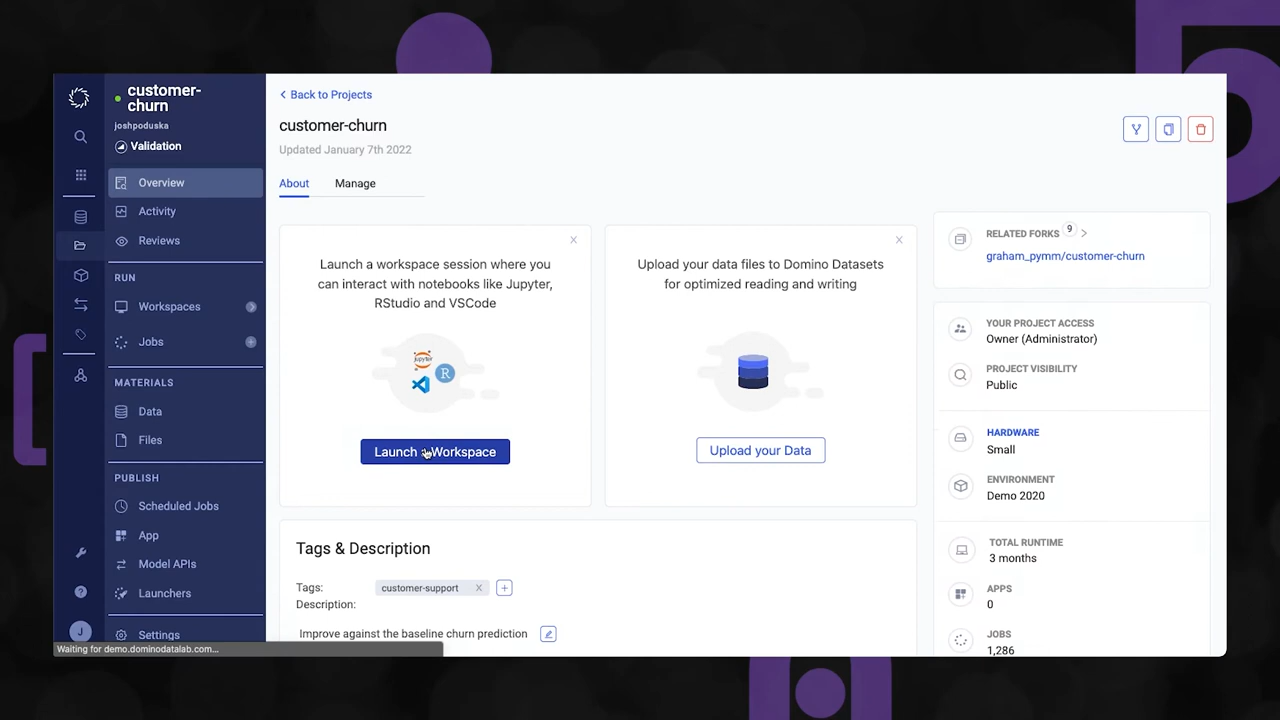 customer-
churn
joshpoduska
Validation
Overview
Activity
Reviews
RUN
Workspaces
Jobs
MATERIALS
Data
Files
PUBLISH
Scheduled Jobs
App
Model APIs
Launchers
Settings
J
Waiting for demo.dominodatalab.com...
Back to Projects
customer-churn
Updated January 7th 2022
About Manage
Launch a workspace session where you
can interact with notebooks like Jupyter,
RStudio and VSCode
jupyter
R
Launch a Workspace
Upload your data files to Domino Datasets
for optimized reading and writing
Upload your Data
Tags & Description
Tags: customer-support
Description:
Improve against the baseline churn prediction
RELATED FORKS 9
graham_pymm/customer-churn
YOUR PROJECT ACCESS
Owner (Administrator)
PROJECT VISIBILITY
Public
HARDWARE
Small
ENVIRONMENT
Demo 2020
TOTAL RUNTIME
3 months
APPS
0
JOBS
1,286